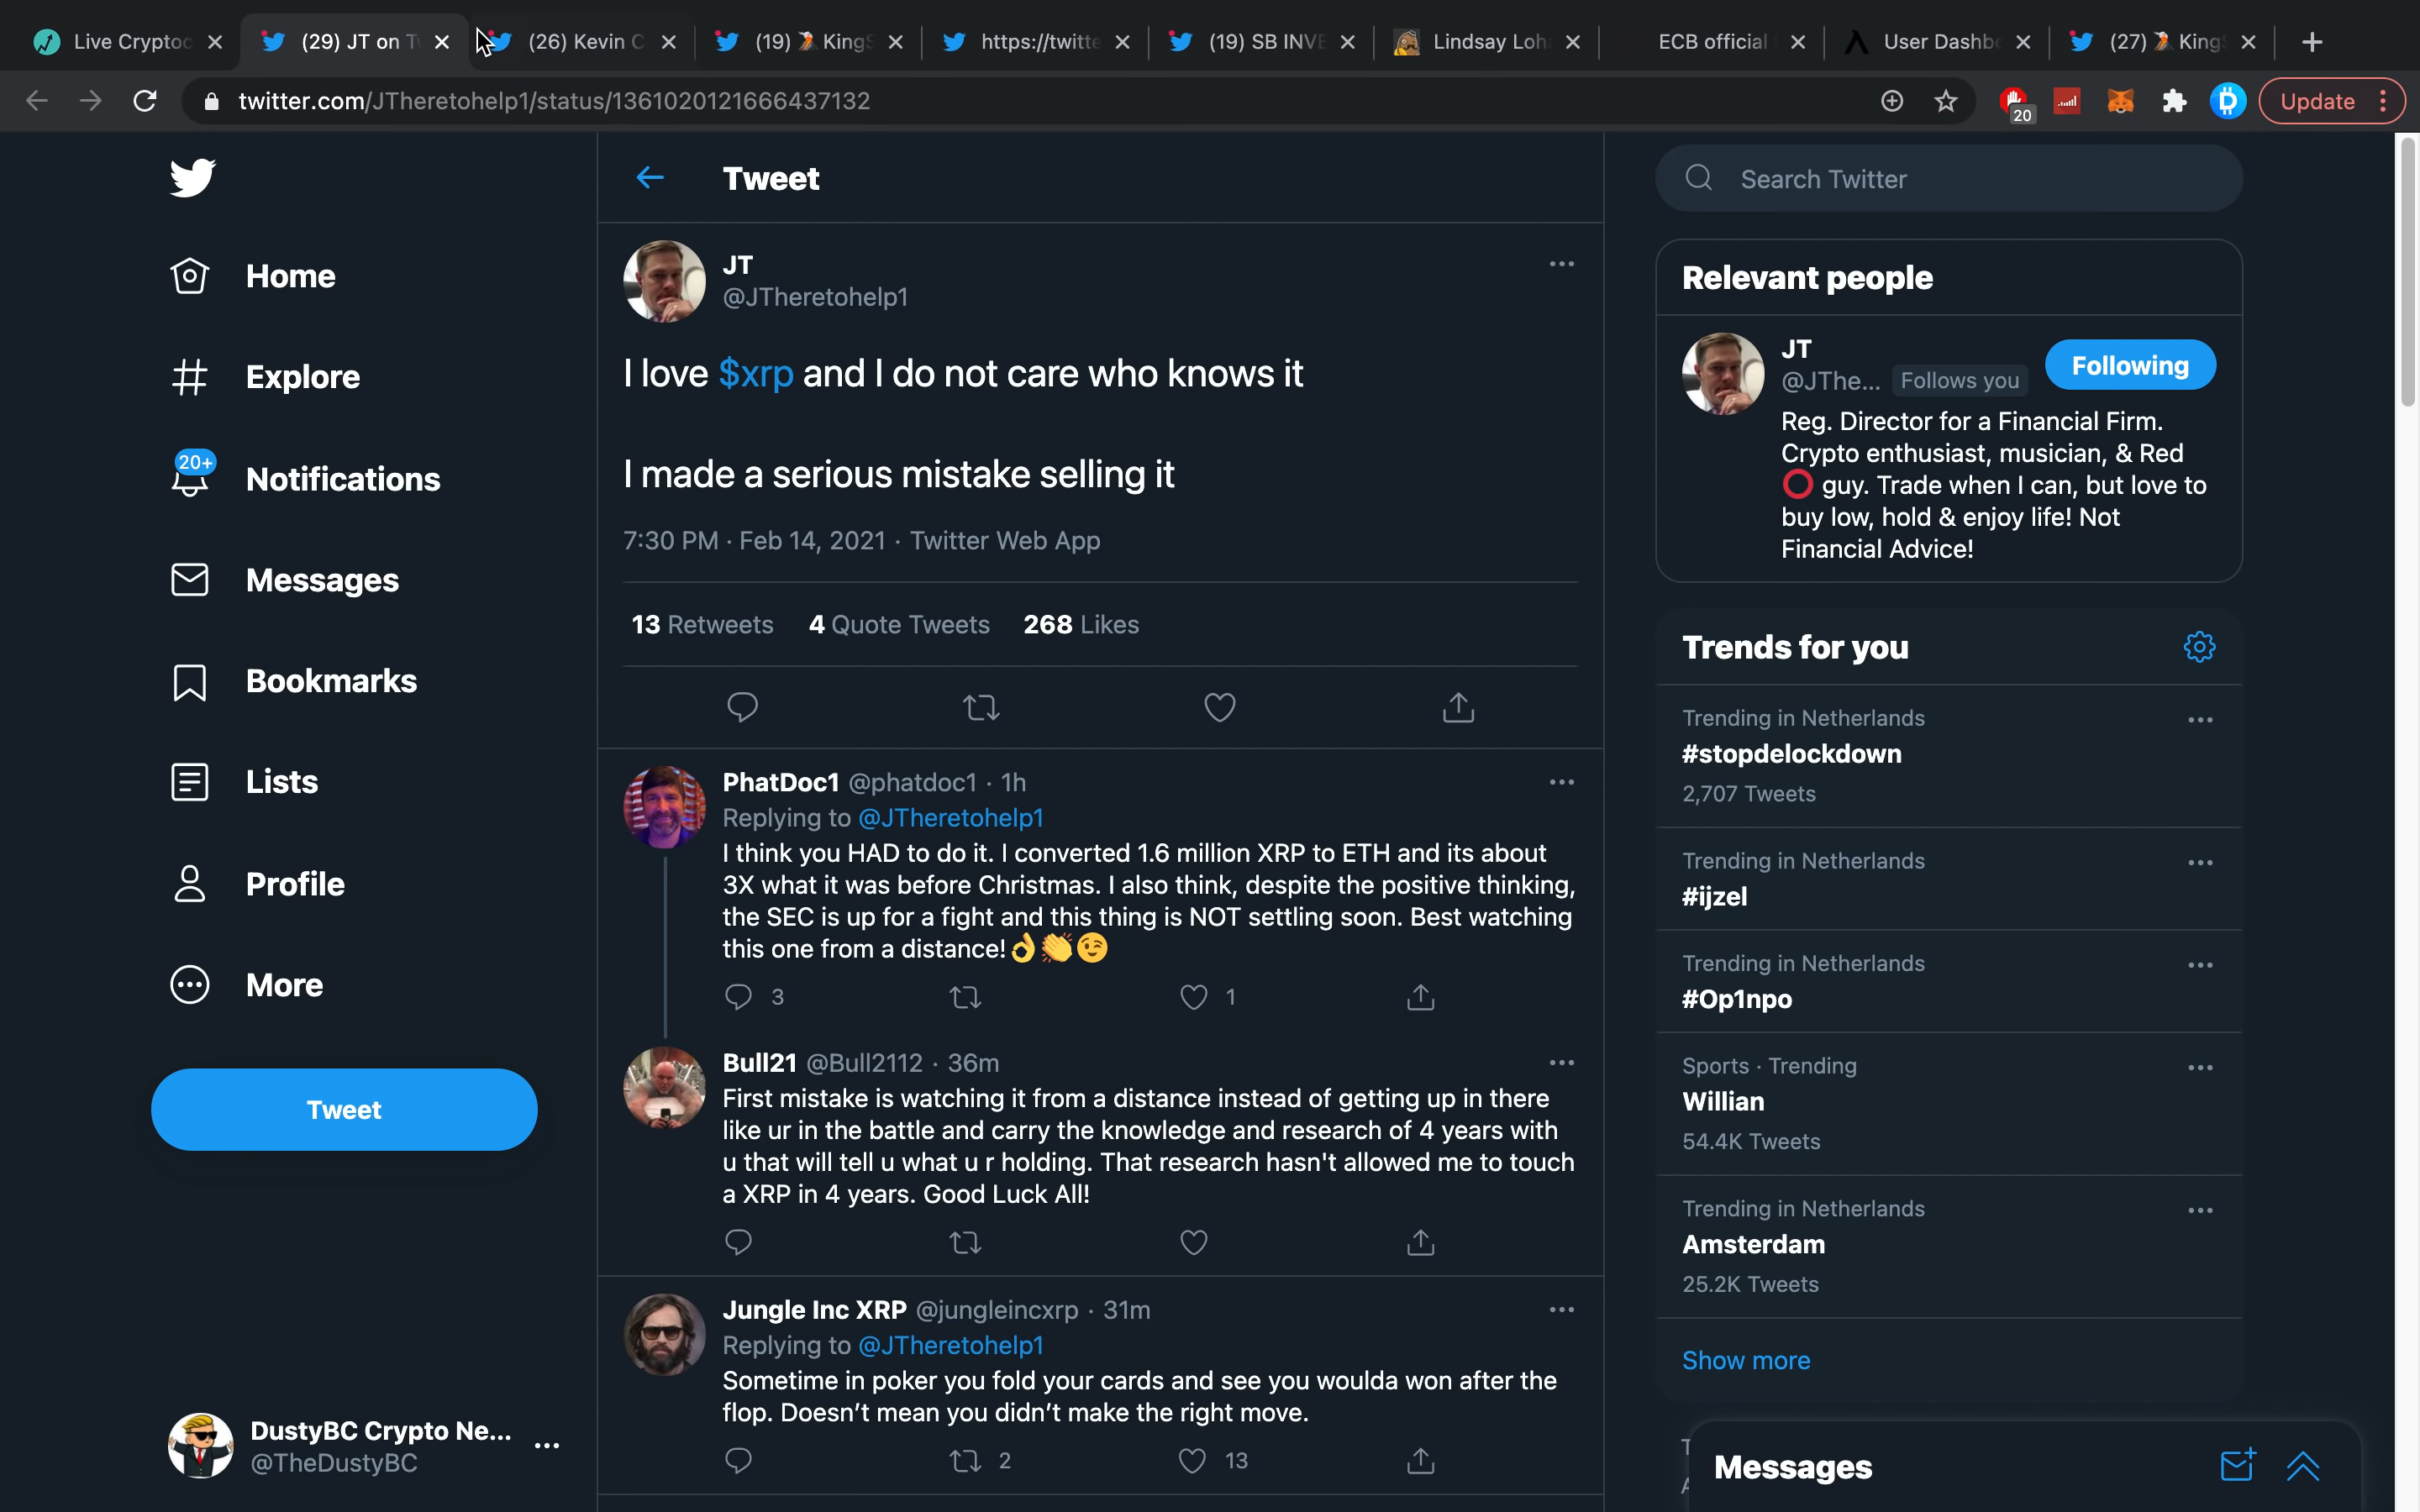 Live Cryptoc
(29) JT on T
(26) Kevin C
(19) King
https://twitte
(19) SB INVE
Lindsay Loh
ECB official
User Dashb
(27) King
twitter.com/JTheretohelp1/status/1361020121666437132
20
Update
Home
Explore
20+
Notifications
Messages
Bookmarks
Lists
Profile
More
Tweet
DustyBC Crypto Ne...
@TheDustyBC
Tweet
JT
@JTheretohelp1
I love $xrp and I do not care who knows it
I made a serious mistake selling it
7:30 PM · Feb 14, 2021 · Twitter Web App
13 Retweets 4 Quote Tweets 268 Likes
PhatDoc1 @phatdoc1 · 1h
Replying to @JTheretohelp1
I think you HAD to do it. I converted 1.6 million XRP to ETH and its about
3X what it was before Christmas. I also think, despite the positive thinking,
the SEC is up for a fight and this thing is NOT settling soon. Best watching
this one from a distance!👌👏😉
3 1
Bull21 @Bull2112 · 36m
First mistake is watching it from a distance instead of getting up in there
like ur in the battle and carry the knowledge and research of 4 years with
u that will tell u what u r holding. That research hasn't allowed me to touch
a XRP in 4 years. Good Luck All!
Jungle Inc XRP @jungleincxrp · 31m
Replying to @JTheretohelp1
Sometime in poker you fold your cards and see you woulda won after the
flop. Doesn’t mean you didn’t make the right move.
2 13
Search Twitter
Relevant people
JT
@JThe... Follows you
Following
Reg. Director for a Financial Firm.
Crypto enthusiast, musician, & Red
⭕ guy. Trade when I can, but love to
buy low, hold & enjoy life! Not
Financial Advice!
Trends for you
Trending in Netherlands
#stopdelockdown
2,707 Tweets
Trending in Netherlands
#ijzel
Trending in Netherlands
#Op1npo
Sports · Trending
Willian
54.4K Tweets
Trending in Netherlands
Amsterdam
25.2K Tweets
Show more
Messages